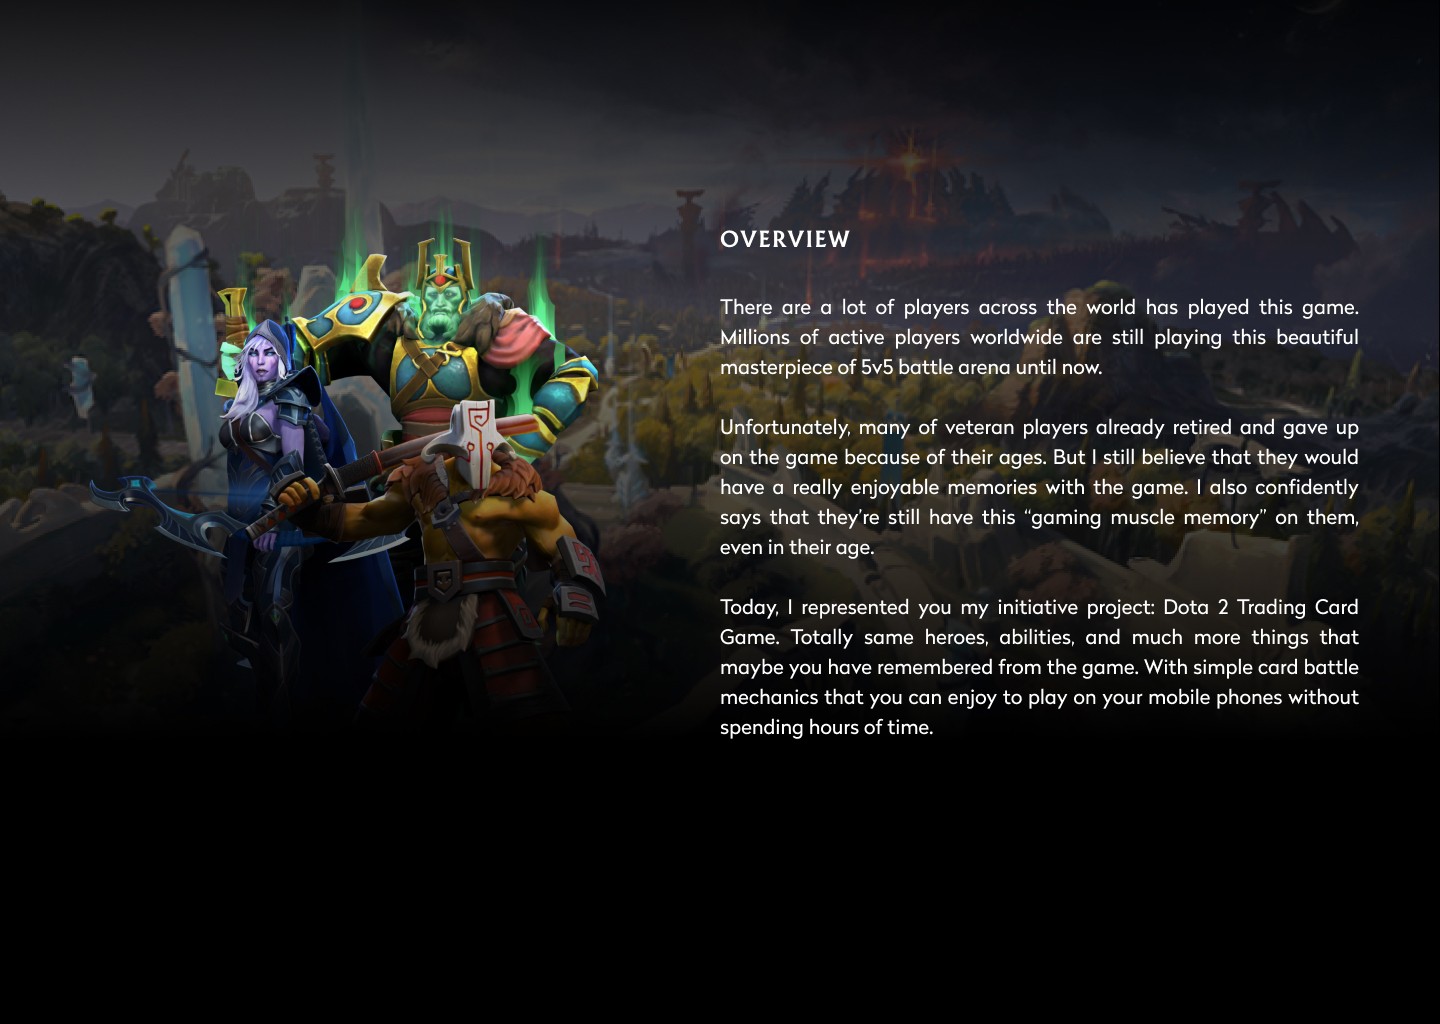 OVERVIEW
There are a lot of players across the world has played this game.
Millions of active players worldwide are still playing this beautiful
masterpiece of 5v5 battle arena until now.
Unfortunately, many of veteran players already retired and gave up
on the game because of their ages. But I still believe that they would
have a really enjoyable memories with the game. I also confidently
says that they’re still have this “gaming muscle memory” on them,
even in their age.
Today, I represented you my initiative project: Dota 2 Trading Card
Game. Totally same heroes, abilities, and much more things that
maybe you have remembered from the game. With simple card battle
mechanics that you can enjoy to play on your mobile phones without
spending hours of time.